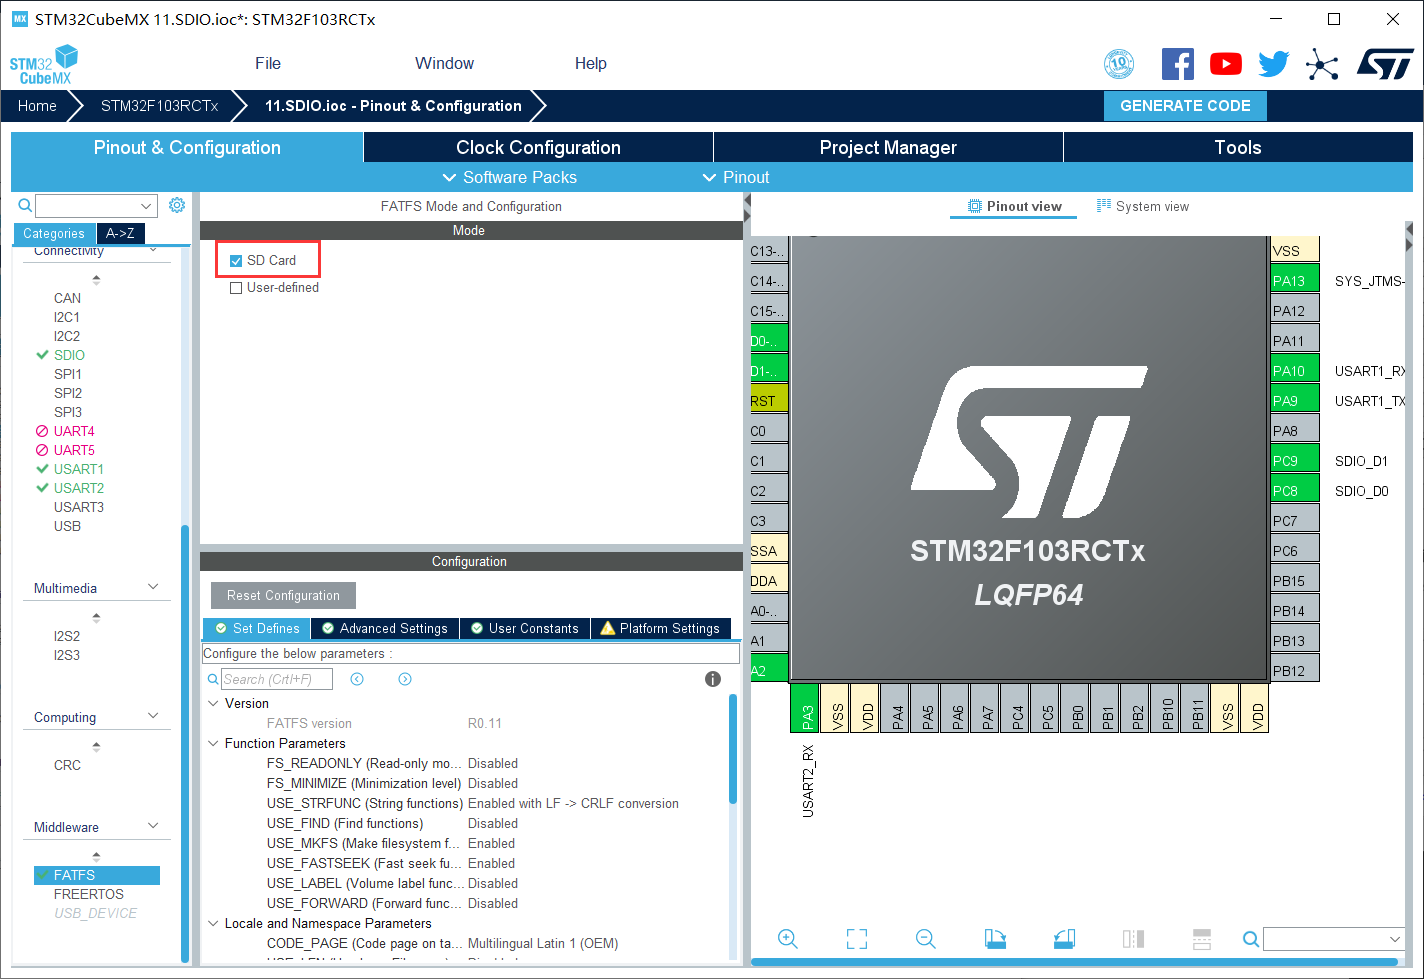 MX STM32CubeMX 11.SDIO.ioc*: STM32F103RCTx
STM32
CubeMX
File Window Help
10
Home STM32F103RCTx 11.SDIO.ioc - Pinout & Configuration GENERATE CODE
Pinout & Configuration Clock Configuration Project Manager Tools
Software Packs Pinout
Categories A->Z
Connectivity
CAN
I2C1
I2C2
SDIO
SPI1
SPI2
SPI3
UART4
UART5
USART1
USART2
USART3
USB
Multimedia
I2S2
I2S3
Computing
CRC
Middleware
FATFS
FREERTOS
USB_DEVICE
FATFS Mode and Configuration
Mode
SD Card
User-defined
Configuration
Reset Configuration
Set Defines Advanced Settings User Constants Platform Settings
Configure the below parameters :
Search (Crtl+F)
Version
FATFS version R0.11
Function Parameters
FS_READONLY (Read-only mo... Disabled
FS_MINIMIZE (Minimization level) Disabled
USE_STRFUNC (String functions) Enabled with LF -> CRLF conversion
USE_FIND (Find functions) Disabled
USE_MKFS (Make filesystem f... Enabled
USE_FASTSEEK (Fast seek fu... Enabled
USE_LABEL (Volume label func... Disabled
USE_FORWARD (Forward func... Disabled
Locale and Namespace Parameters
CODE_PAGE (Code page on ta... Multilingual Latin 1 (OEM)
Pinout view System view
C13-..
C14-..
C15-..
D0-..
D1-..
RST
C0
C1
C2
C3
SSA
DDA
A0-..
A1
A2
STM32F103RCTx
LQFP64
VSS
PA13 SYS_JTMS-
PA12
PA11
PA10 USART1_RX
PA9 USART1_TX
PA8
PC9 SDIO_D1
PC8 SDIO_D0
PC7
PC6
PB15
PB14
PB13
PB12
PA3 VSS VDD PA4 PA5 PA6 PA7 PC4 PC5 PB0 PB1 PB2 PB10 PB11 VSS VDD
USART2_RX